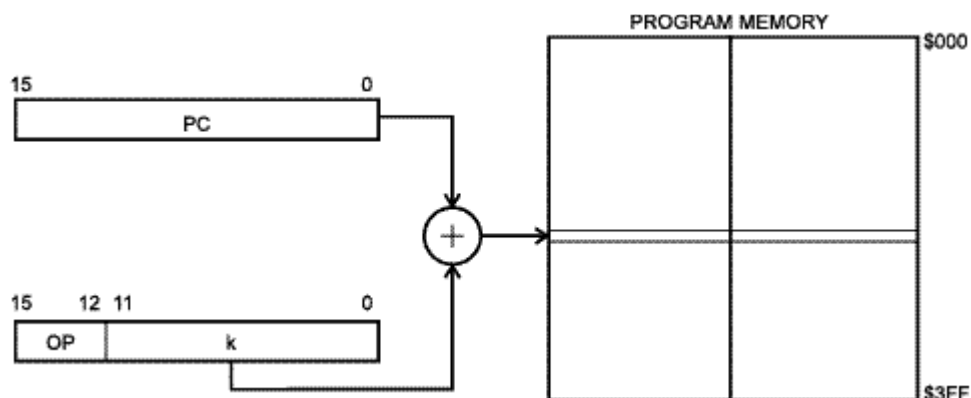 PROGRAM MEMORY
$000
15 0
PC
+
15 12 11 0
OP k
$3FF